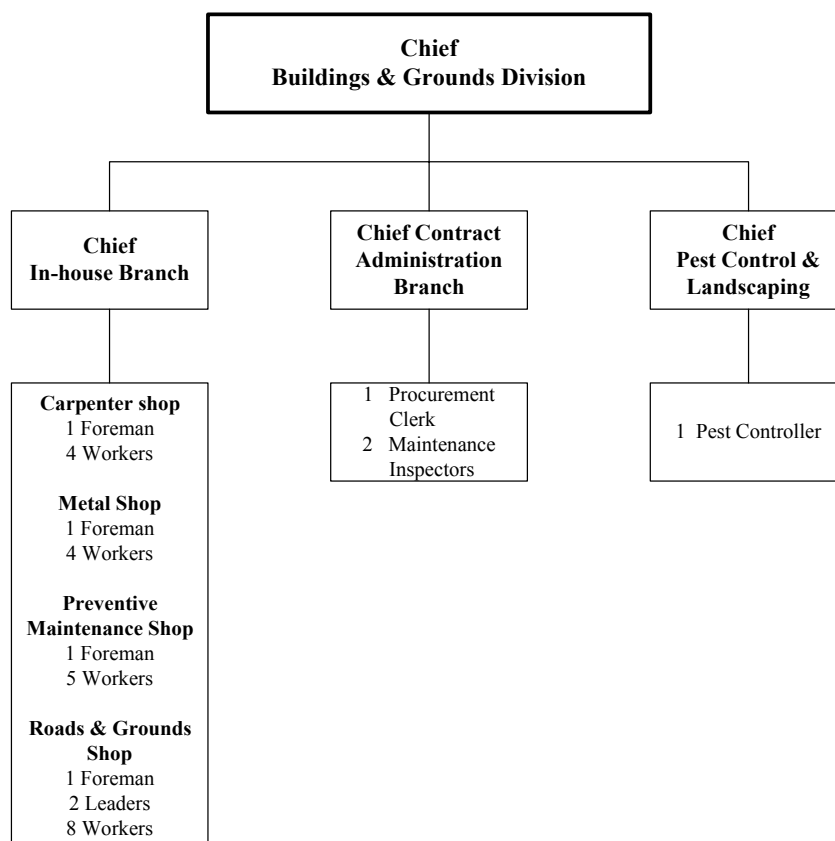 Chief
Buildings & Grounds Division
Chief
In-house Branch
Chief Contract
Administration
Branch
Chief
Pest Control &
Landscaping
Carpenter shop
1 Foreman
4 Workers
Metal Shop
1 Foreman
4 Workers
Preventive
Maintenance Shop
1 Foreman
5 Workers
Roads & Grounds
Shop
1 Foreman
2 Leaders
8 Workers
1 Procurement
Clerk
2 Maintenance
Inspectors
1 Pest Controller